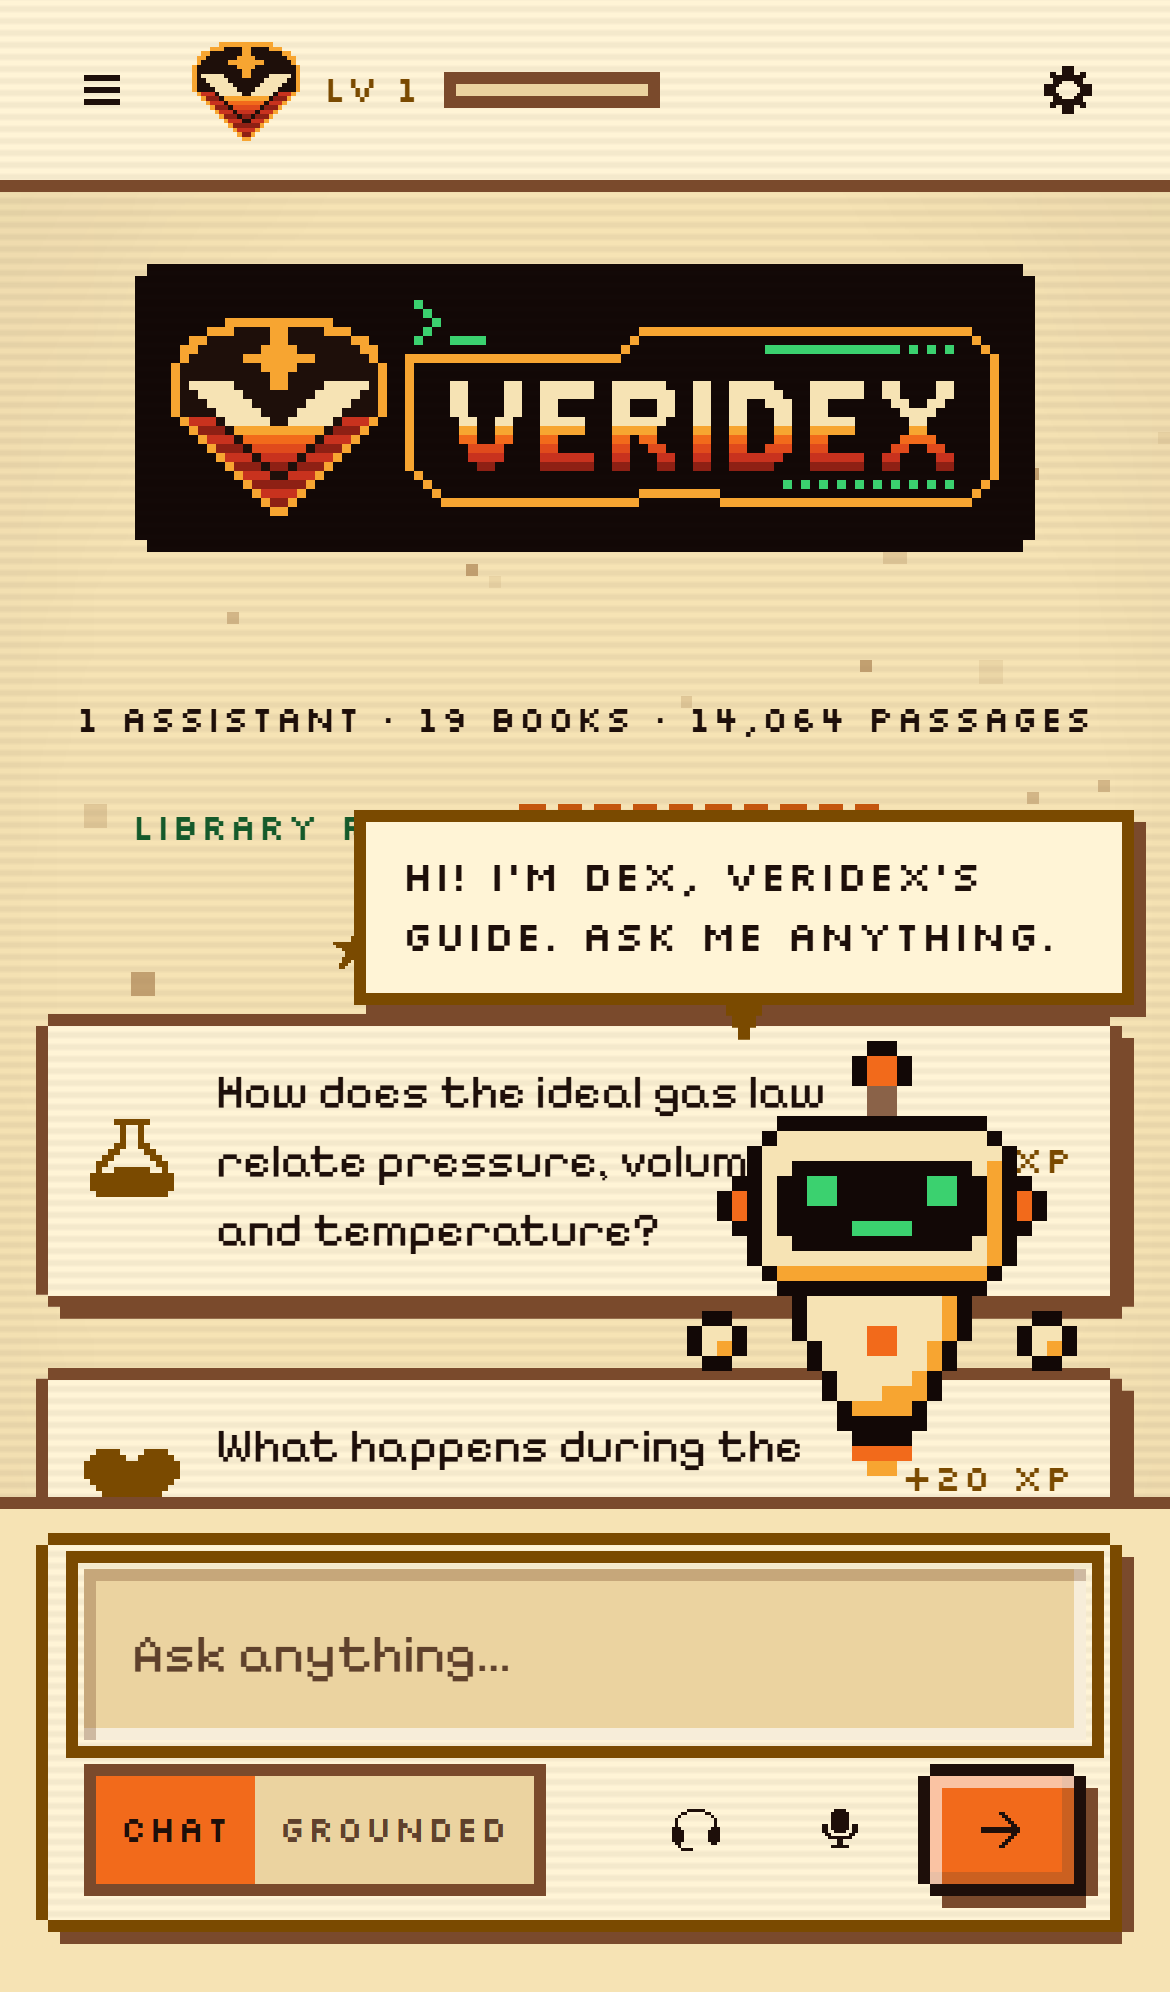 LV 1
>_
VERIDEX
1 ASSISTANT · 19 BOOKS · 14,064 PASSAGES
LIBRARY
HI! I'M DEX, VERIDEX'S
GUIDE. ASK ME ANYTHING.
How does the ideal gas law
relate pressure,
and temperature?
XP
What happens during the
+20 XP
Ask anything...
CHAT
GROUNDED